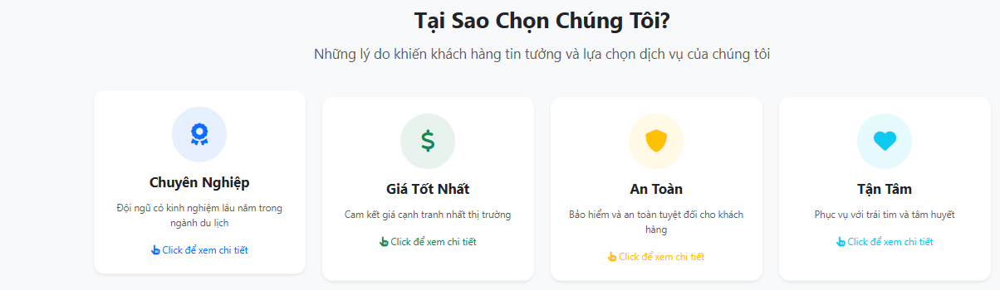 Tại Sao Chọn Chúng Tôi?
Những lý do khiến khách hàng tin tưởng và lựa chọn dịch vụ của chúng tôi
Chuyên Nghiệp
Đội ngũ có kinh nghiệm lâu năm trong
ngành du lịch
Click để xem chi tiết
Giá Tốt Nhất
Cam kết giá cạnh tranh nhất thị trường
Click để xem chi tiết
An Toàn
Bảo hiểm và an toàn tuyệt đối cho khách
hàng
Click để xem chi tiết
Tận Tâm
Phục vụ với trái tim và tâm huyết
Click để xem chi tiết